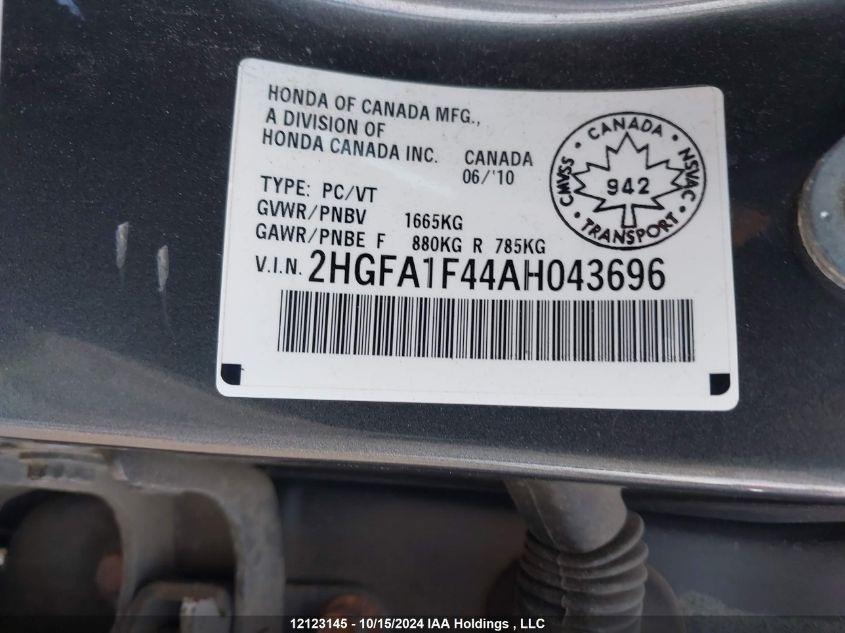 HONDA OF CANADA MFG.,
A DIVISION OF
HONDA CANADA INC. CANADA
06/'10
TYPE: PC/VT
GVWR/PNBV 1665KG
GAWR/PNBE F 880KG R 785KG
V.I.N. 2HGFA1F44AH043696
• CANADA •
CMVSS NSVAC
942
• TRANSPORT •
12123145 - 10/15/2024 IAA Holdings , LLC